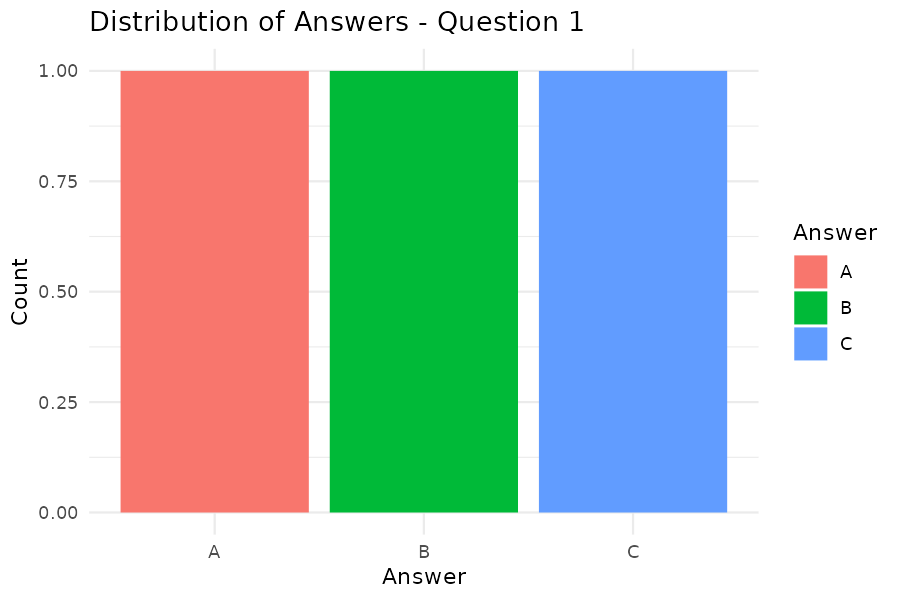 Distribution of Answers - Question 1
1.00
0.75
0.50
0.25
0.00
Count
A
B
C
Answer
Answer
A
B
C